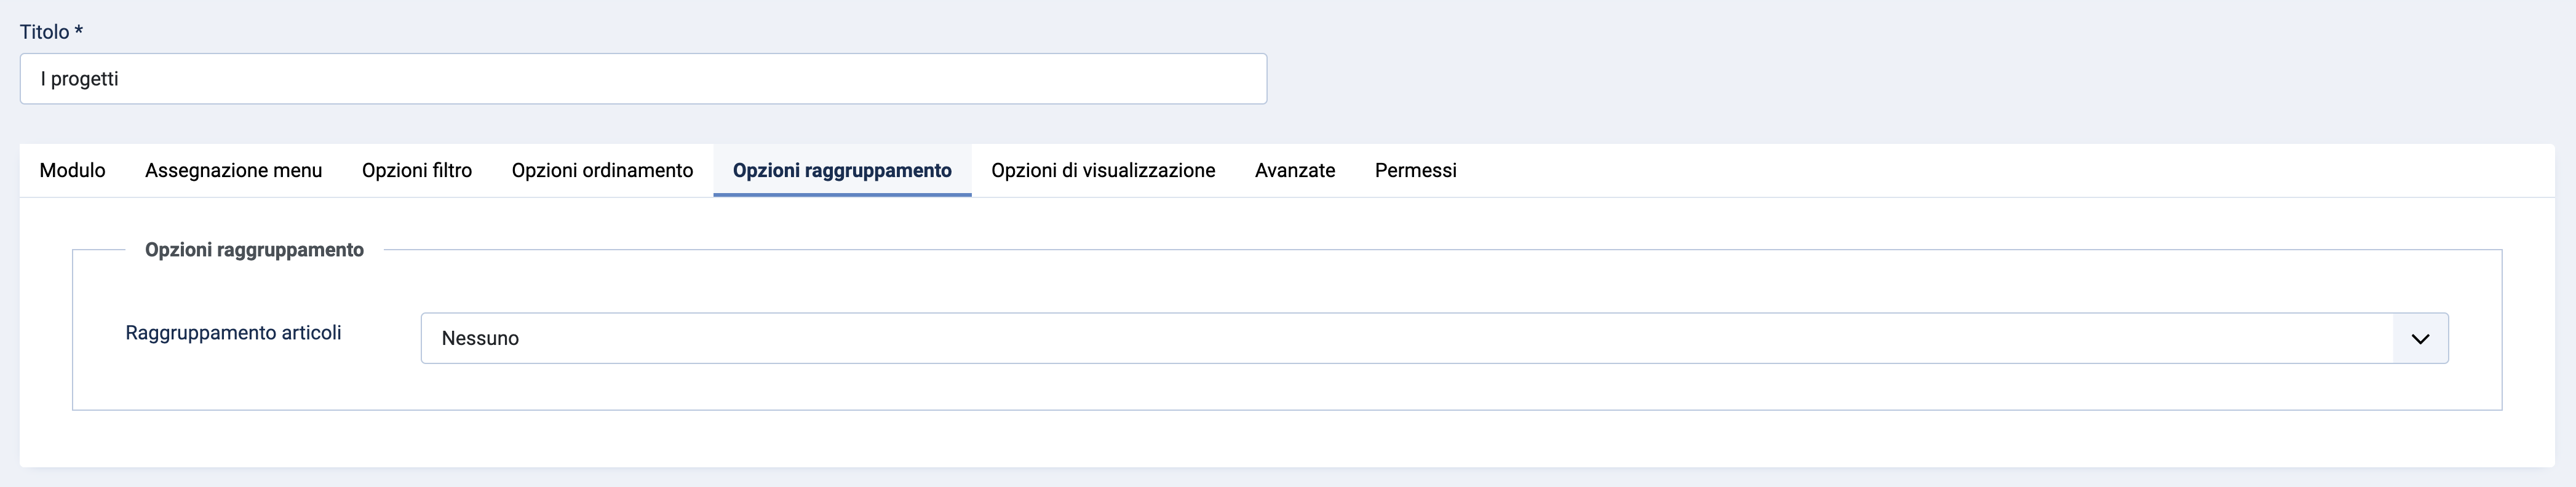 Titolo *
I progetti
Modulo Assegnazione menu Opzioni filtro Opzioni ordinamento Opzioni raggruppamento Opzioni di visualizzazione Avanzate Permessi
Opzioni raggruppamento
Raggruppamento articoli Nessuno